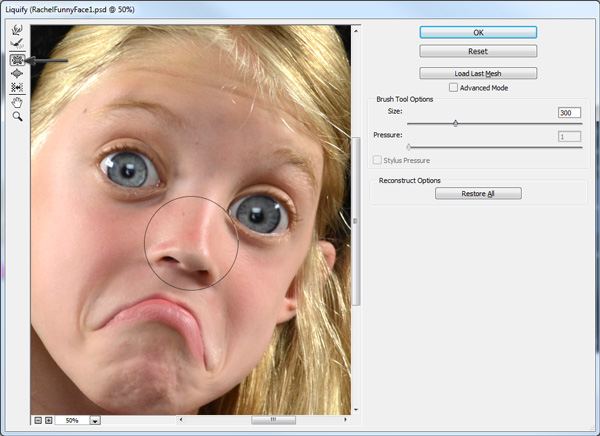 Liquify (RachelFunnyFace1.psd @ 50%)
OK
Reset
Load Last Mesh
Advanced Mode
Brush Tool Options
Size:
300
Pressure:
1
Stylus Pressure
Reconstruct Options
Restore All
50%